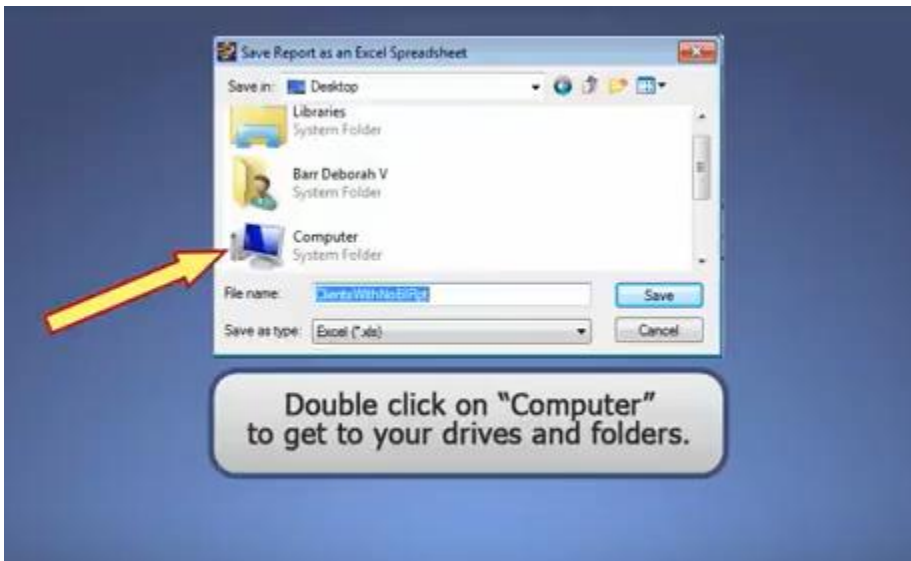 Save Report as an Excel Spreadsheet
Save in: Desktop
Libraries
System Folder
Barr Deborah V
System Folder
Computer
System Folder
File name: ClientsWithNoBIRpt Save
Save as type: Excel (*.xls) Cancel
Double click on “Computer”
to get to your drives and folders.